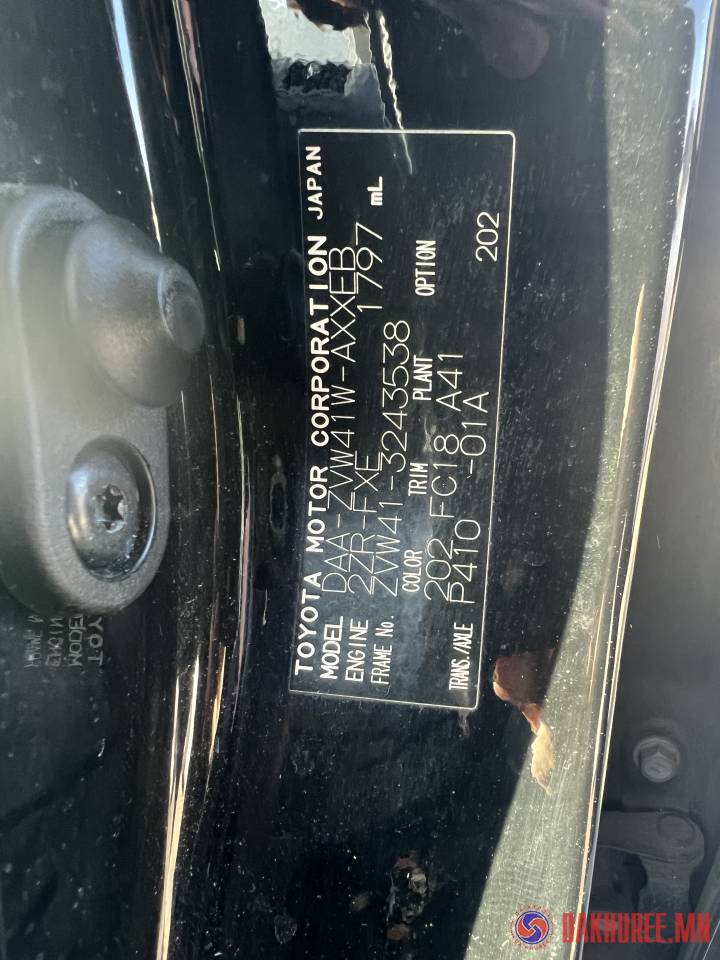 TOYOTA MOTOR CORPORATION JAPAN
MODEL DAA-ZVW41W-AXXEB
ENGINE 2ZR-FXE 1797 mL
FRAME No. ZVW41-3243538
COLOR TRIM PLANT OPTION
202 FC18 A41
TRANS./AXLE P410 -01A 202
DAKHUREE.MN